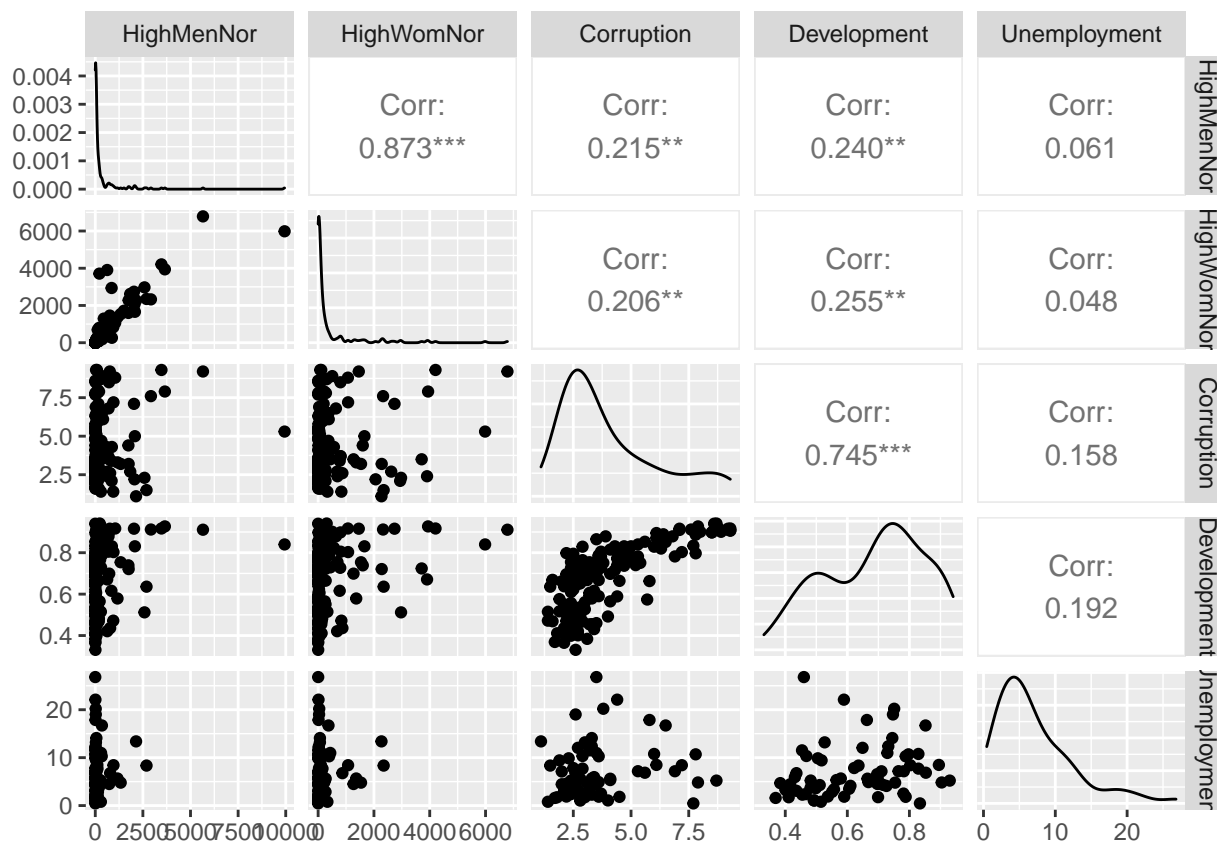 HighMenNor HighWomNor Corruption Development Unemployment
0.004
0.003
0.002
0.001
0.000
Corr:
0.873***
Corr:
0.215**
Corr:
0.240**
Corr:
0.061
HighMenNor
6000
4000
2000
0
Corr:
0.206**
Corr:
0.255**
Corr:
0.048
HighWomNor
7.5
5.0
2.5
Corr:
0.745***
Corr:
0.158
Corruption
0.8
0.6
0.4
Corr:
0.192
Development
20
10
0
Unemployment
0 2500 5000 7500 10000
0 2000 4000 6000
2.5 5.0 7.5
0.4 0.6 0.8
0 10 20